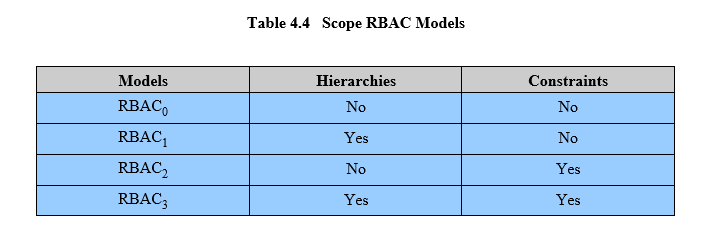 Table 4.4 Scope RBAC Models
Models Hierarchies Constraints
RBAC₀ No No
RBAC₁ Yes No
RBAC₂ No Yes
RBAC₃ Yes Yes